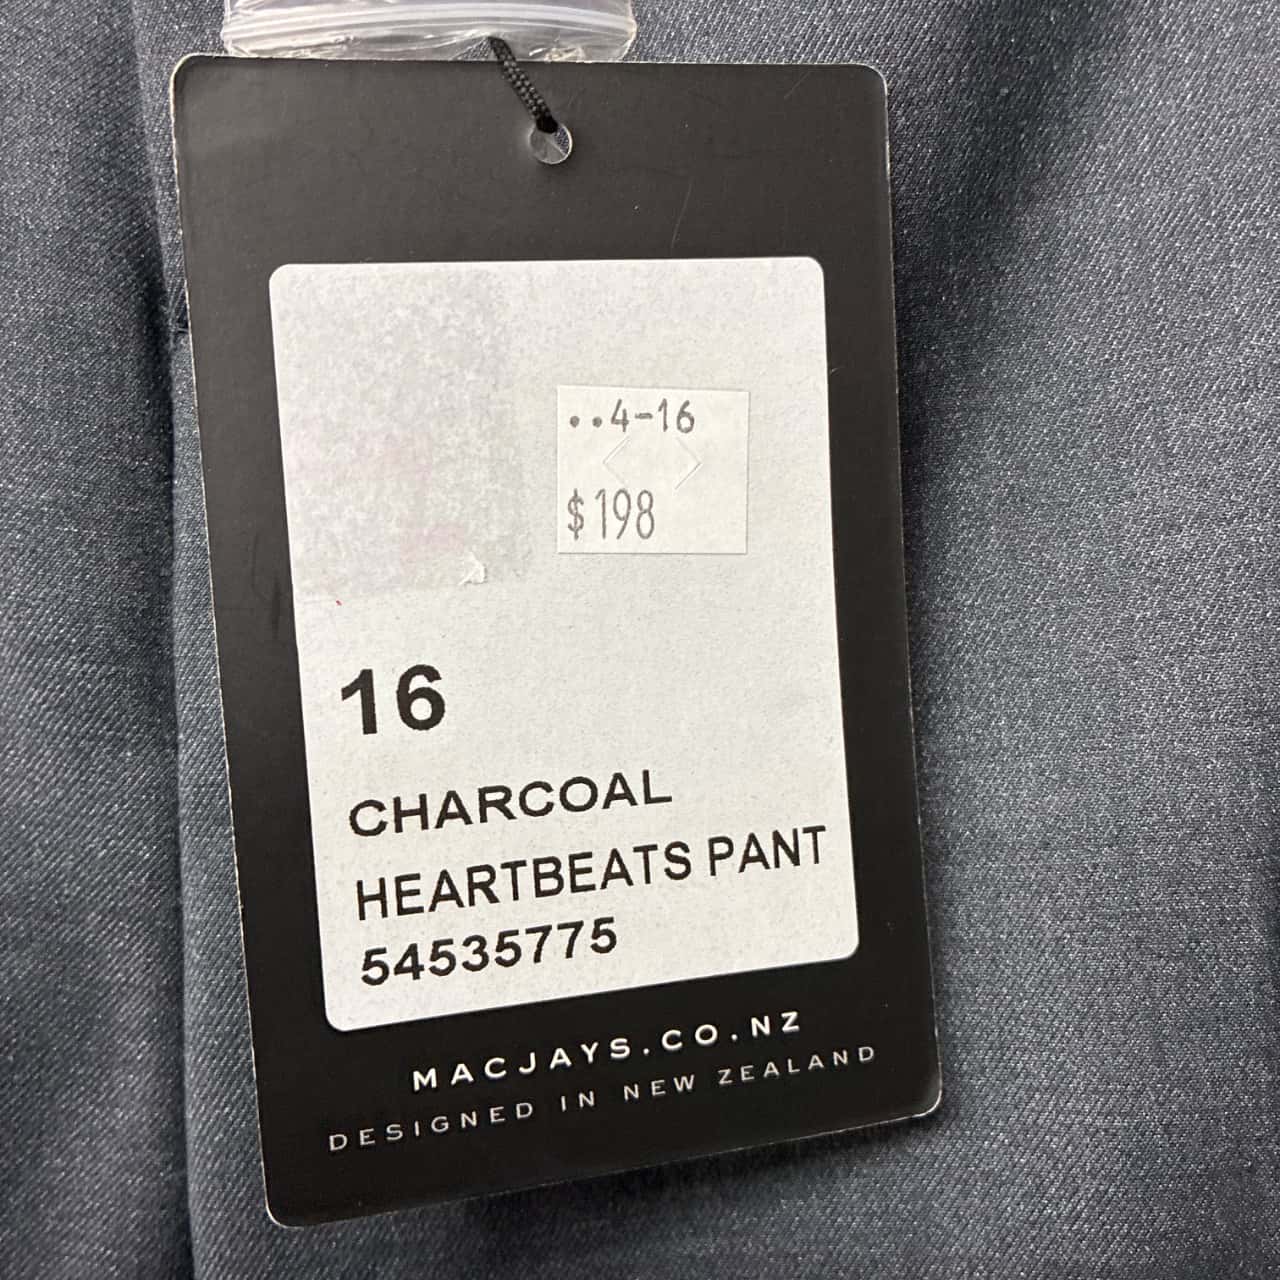 ..4-16
$198
16
CHARCOAL
HEARTBEATS PANT
54535775
MACJAYS.CO.NZ
DESIGNED IN NEW ZEALAND